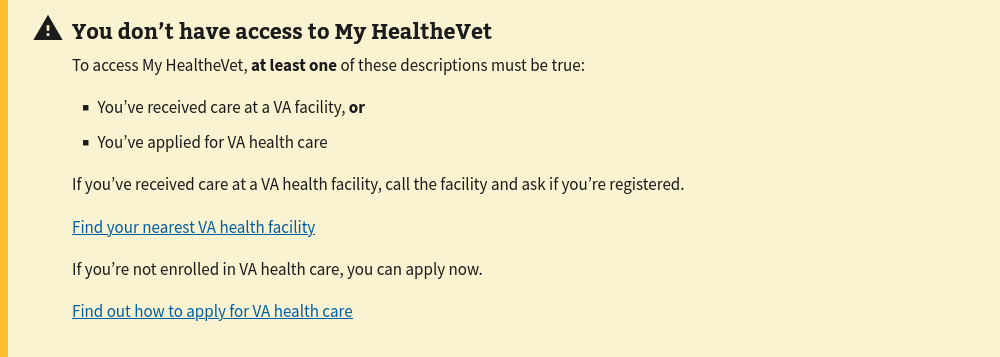 You don’t have access to My HealtheVet
To access My HealtheVet, at least one of these descriptions must be true:
You’ve received care at a VA facility, or
You’ve applied for VA health care
If you’ve received care at a VA health facility, call the facility and ask if you’re registered.
Find your nearest VA health facility
If you’re not enrolled in VA health care, you can apply now.
Find out how to apply for VA health care